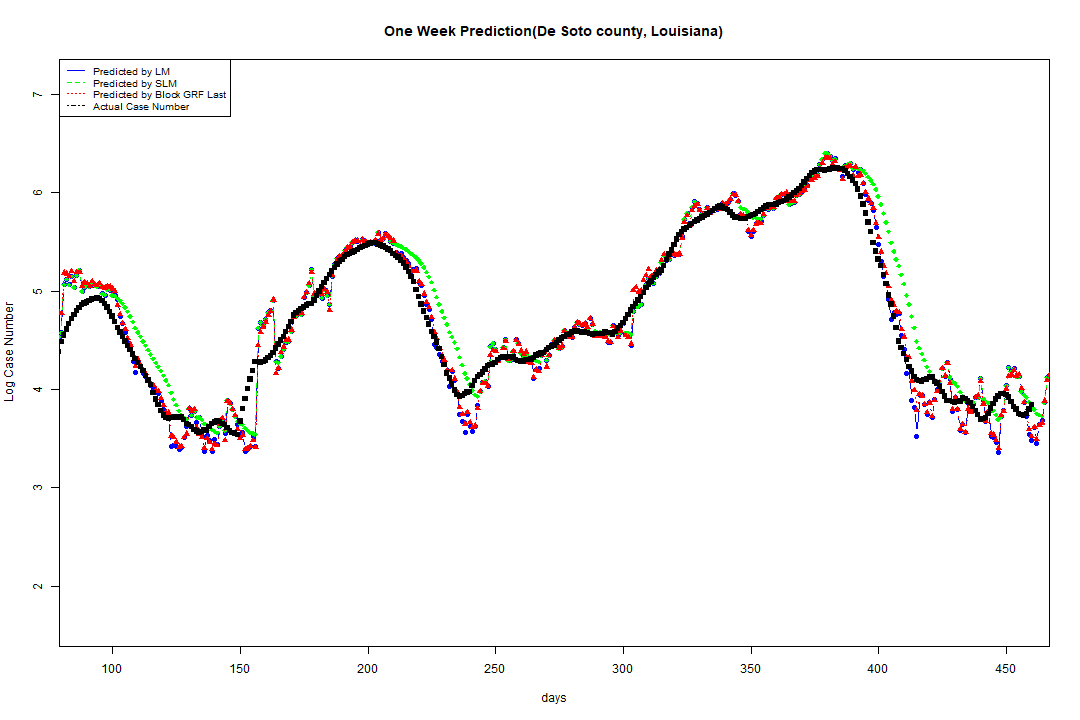 One Week Prediction(De Soto county, Louisiana)
Predicted by LM
Predicted by SLM
Predicted by Block GRF Last
Actual Case Number
7
6
5
4
3
2
Log Case Number
100 150 200 250 300 350 400 450
days